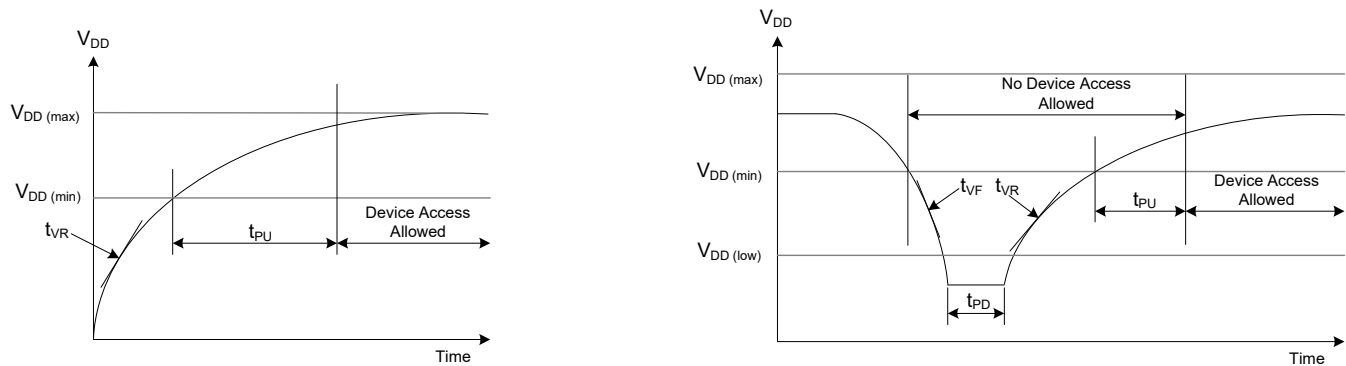 VDD
VDD (max)
VDD (min)
tVR
tPU
Device Access
Allowed
Time
VDD
VDD (max)
No Device Access
Allowed
VDD (min)
tVF
tVR
Device Access
Allowed
tPU
VDD (low)
tPD
Time